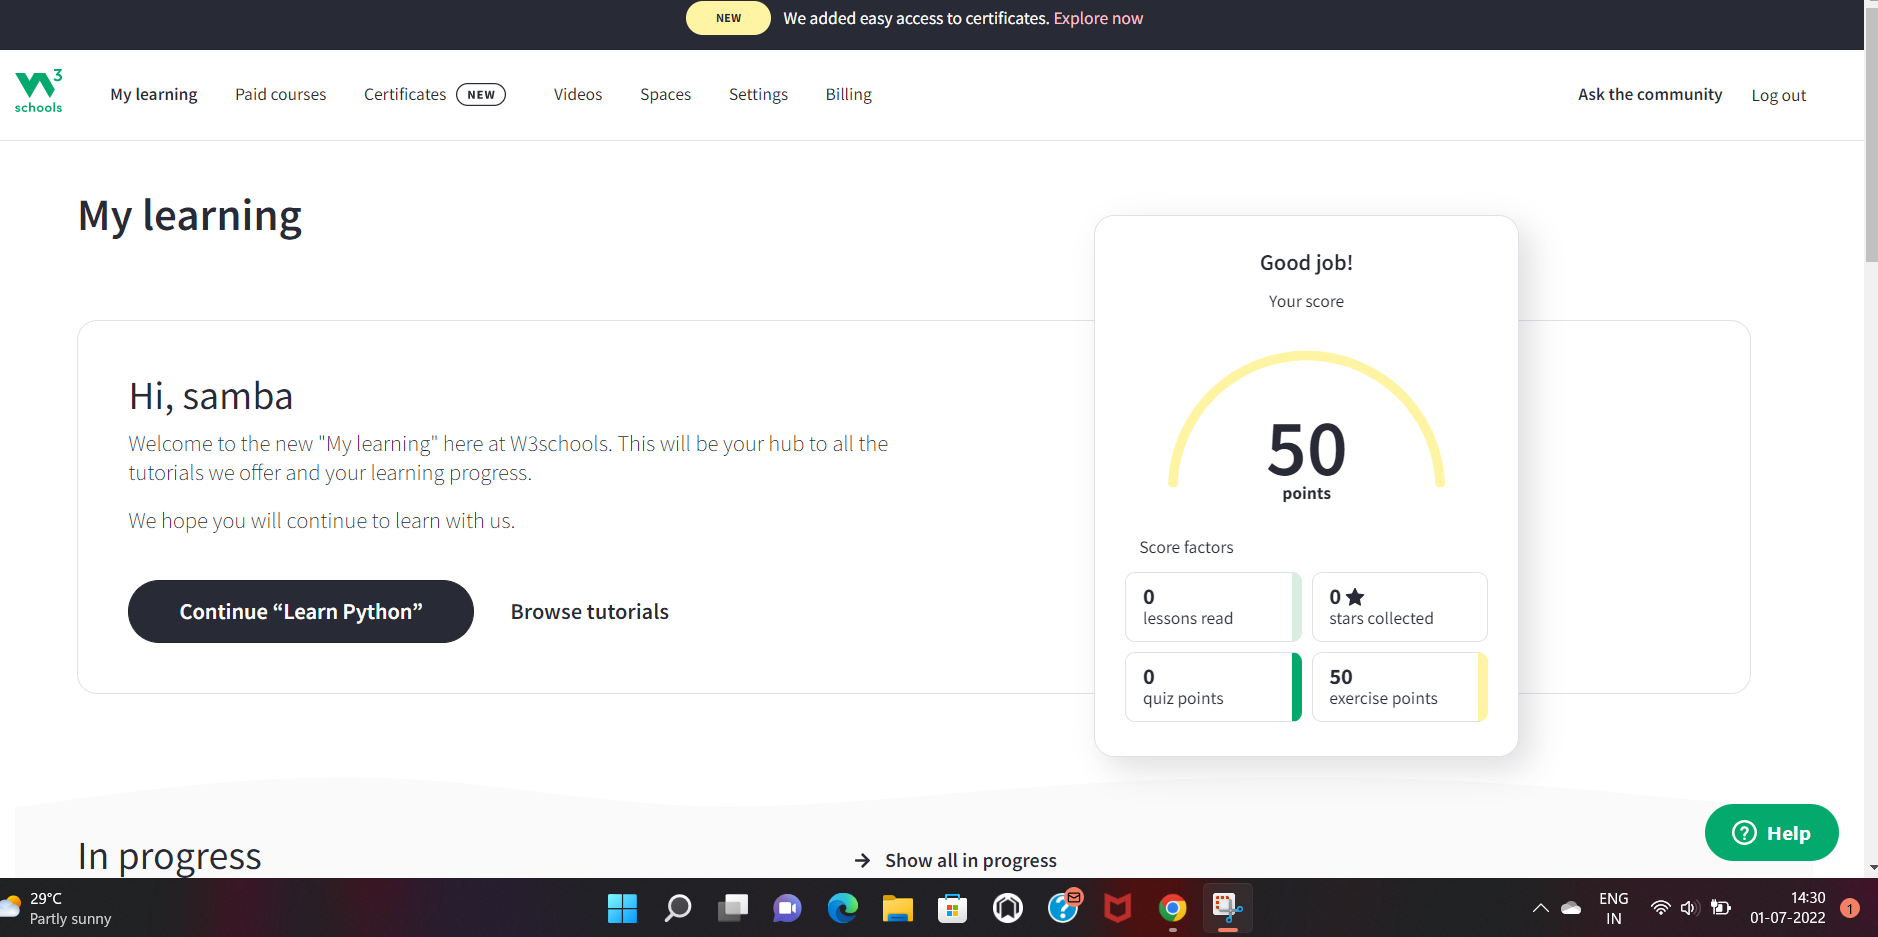 NEW We added easy access to certificates. Explore now
W3 schools
My learning Paid courses Certificates NEW Videos Spaces Settings Billing Ask the community Log out
My learning
Hi, samba
Welcome to the new "My learning" here at W3schools. This will be your hub to all the
tutorials we offer and your learning progress.
We hope you will continue to learn with us.
Continue “Learn Python” Browse tutorials
Good job!
Your score
50
points
Score factors
0
lessons read
0 ★
stars collected
0
quiz points
50
exercise points
In progress
→ Show all in progress
? Help
29°C
Partly sunny
ENG
IN
14:30
01-07-2022
1